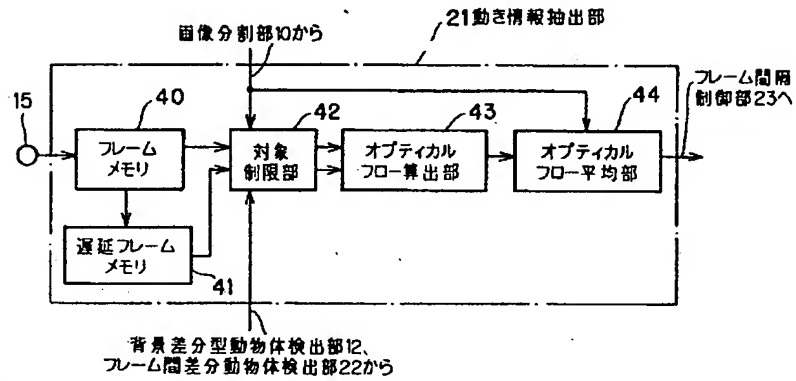 画像分割部10から
21動き情報抽出部
フレーム間隔
制御部23へ
15
40
フレーム
メモリ
42
対象
制限部
43
オプティカル
フロー算出部
44
オプティカル
フロー平均部
遅延フレーム
メモリ
41
背景差分型動物体検出部12、
フレーム間差分動物体検出部22から